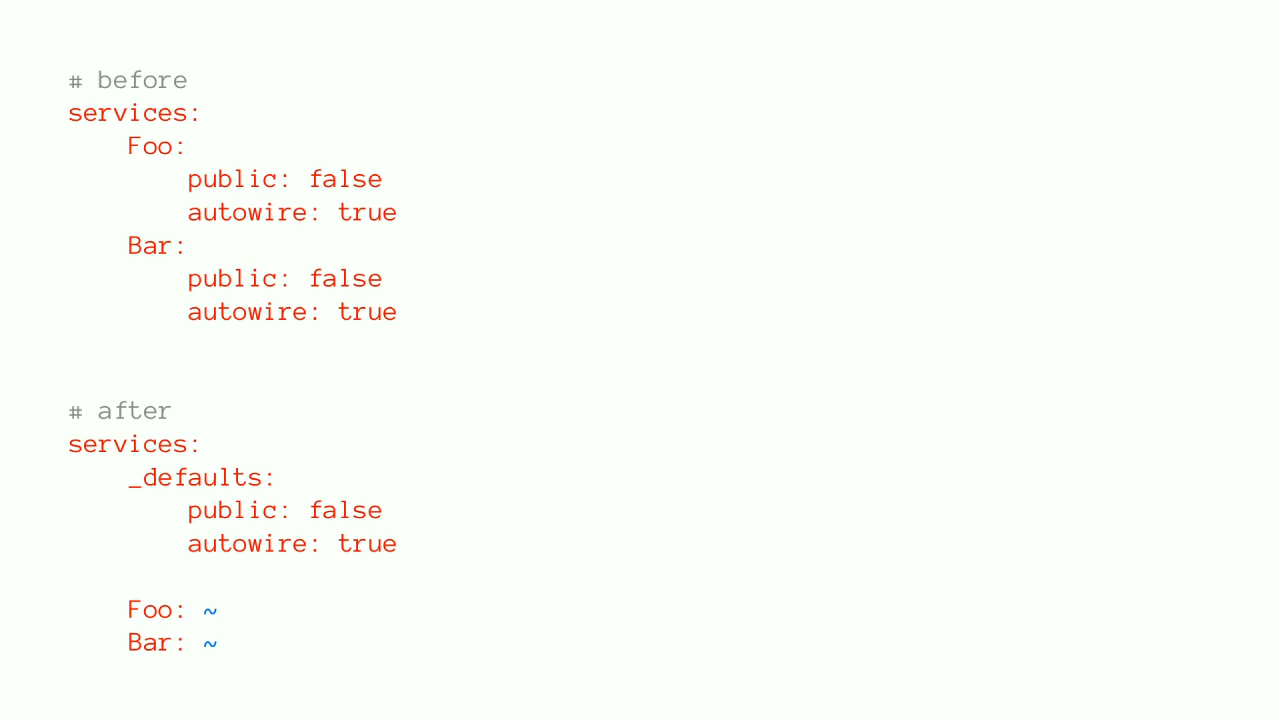 # before
services:
    Foo:
        public: false
        autowire: true
    Bar:
        public: false
        autowire: true
# after
services:
    _defaults:
        public: false
        autowire: true
    Foo: ~
    Bar: ~